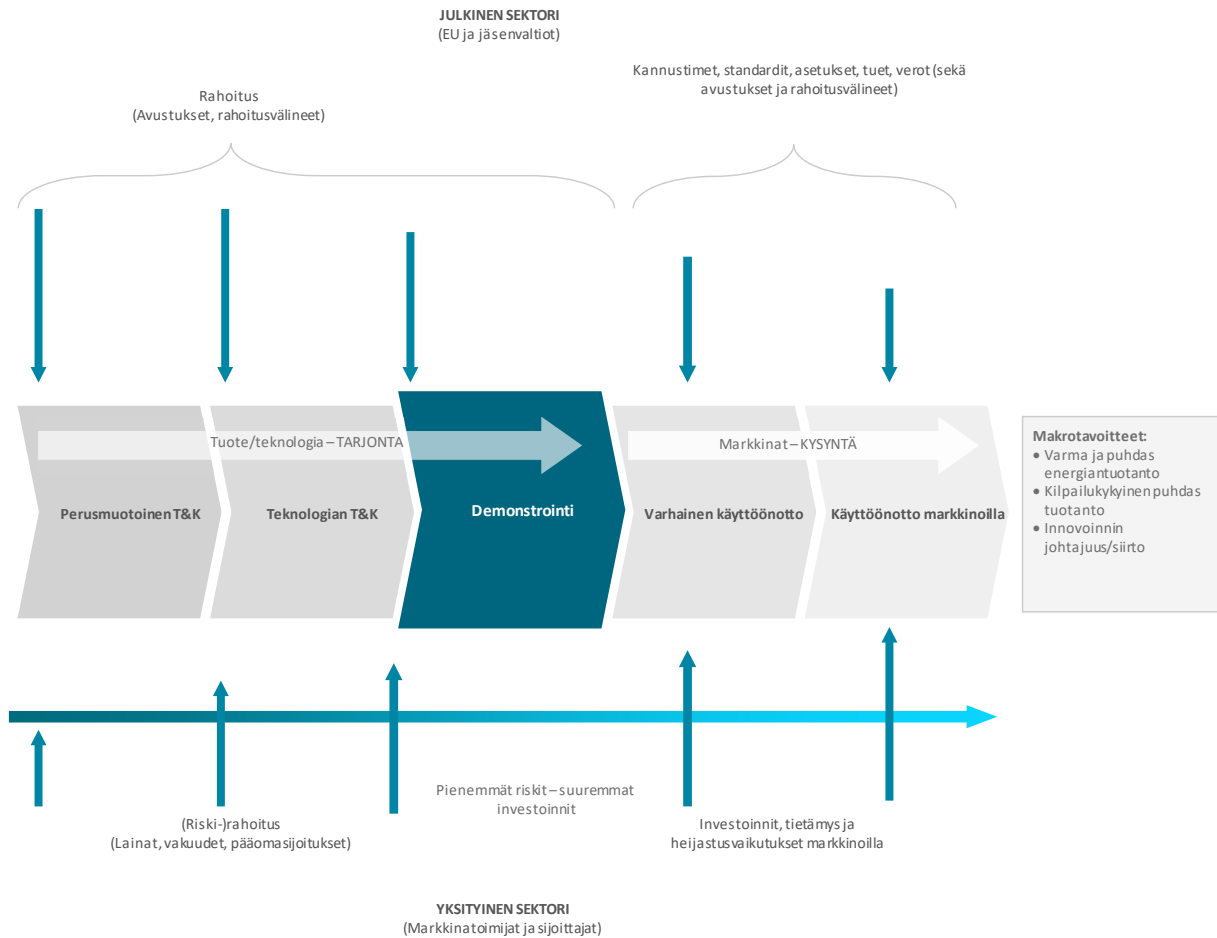 JULKINEN SEKTORI
(EU ja jäsenvaltiot)
Kannustimet, standardit, asetukset, tuet, verot (sekä
avustukset ja rahoitusvälineet)
Rahoitus
(Avustukset, rahoitusvälineet)
Tuote/teknologia – TARJONTA
Markkinat – KYSYNTÄ
Perusmuotoinen T&K
Teknologian T&K
Demonstrointi
Varhainen käyttöönotto
Käyttöönotto markkinoilla
Makrotavoitteet:
• Varma ja puhdas
energiantuotanto
• Kilpailukykyinen puhdas
tuotanto
• Innovoinnin
johtajuus/siirto
Pienemmät riskit – suuremmat
investoinnit
(Riski-)rahoitus
(Lainat, vakuudet, pääomasijoitukset)
Investoinnit, tietämys ja
heijastusvaikutukset markkinoilla
YKSITYINEN SEKTORI
(Markkinatoimijat ja sijoittajat)